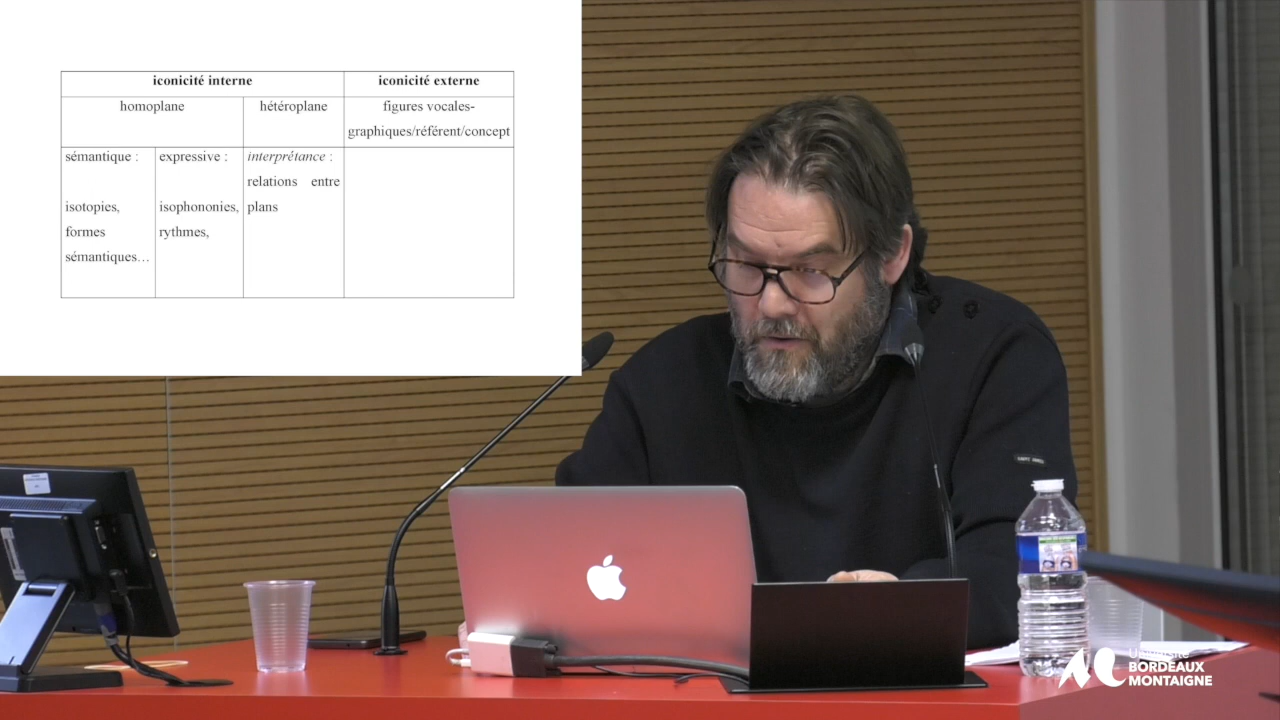 iconicité interne iconicité externe
homoplane hétéroplane figures vocales-
graphiques/référent/concept
sémantique : expressive : interprétance :
relations entre
isotopies, isophononies, plans
formes rythmes,
sémantiques…
Université
BORDEAUX
MONTAIGNE